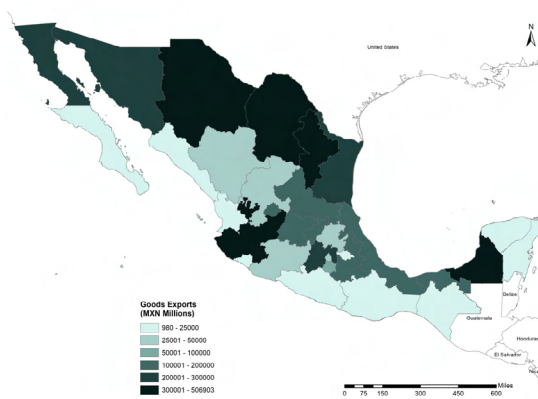 N
United States
Belize
Guatemala
Honduras
El Salvador
Goods Exports
(MXN Millions)
980 - 25000
25001 - 50000
50001 - 100000
100001 - 200000
200001 - 300000
300001 - 506903
Miles
0 75 150 300 450 600